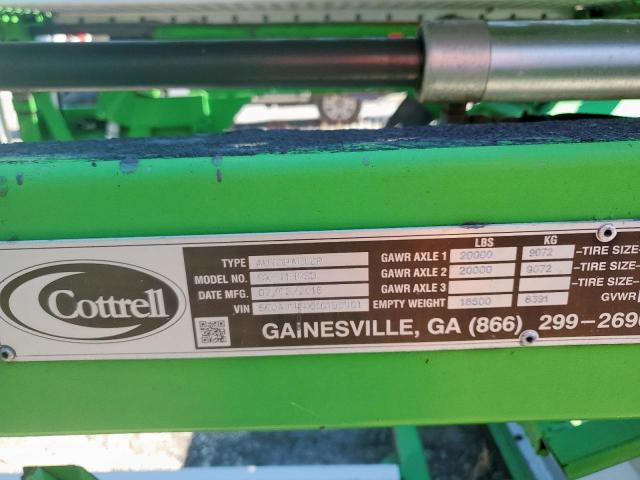 Cottrell
TYPE
MODEL NO.
DATE MFG.
VIN
LBS KG
GAWR AXLE 1 20000 9072 -TIRE SIZE-
GAWR AXLE 2 20000 9072 -TIRE SIZE-
GAWR AXLE 3 -TIRE SIZE-
EMPTY WEIGHT 18500 8391 GVWR
GAINESVILLE, GA (866) 299-2690